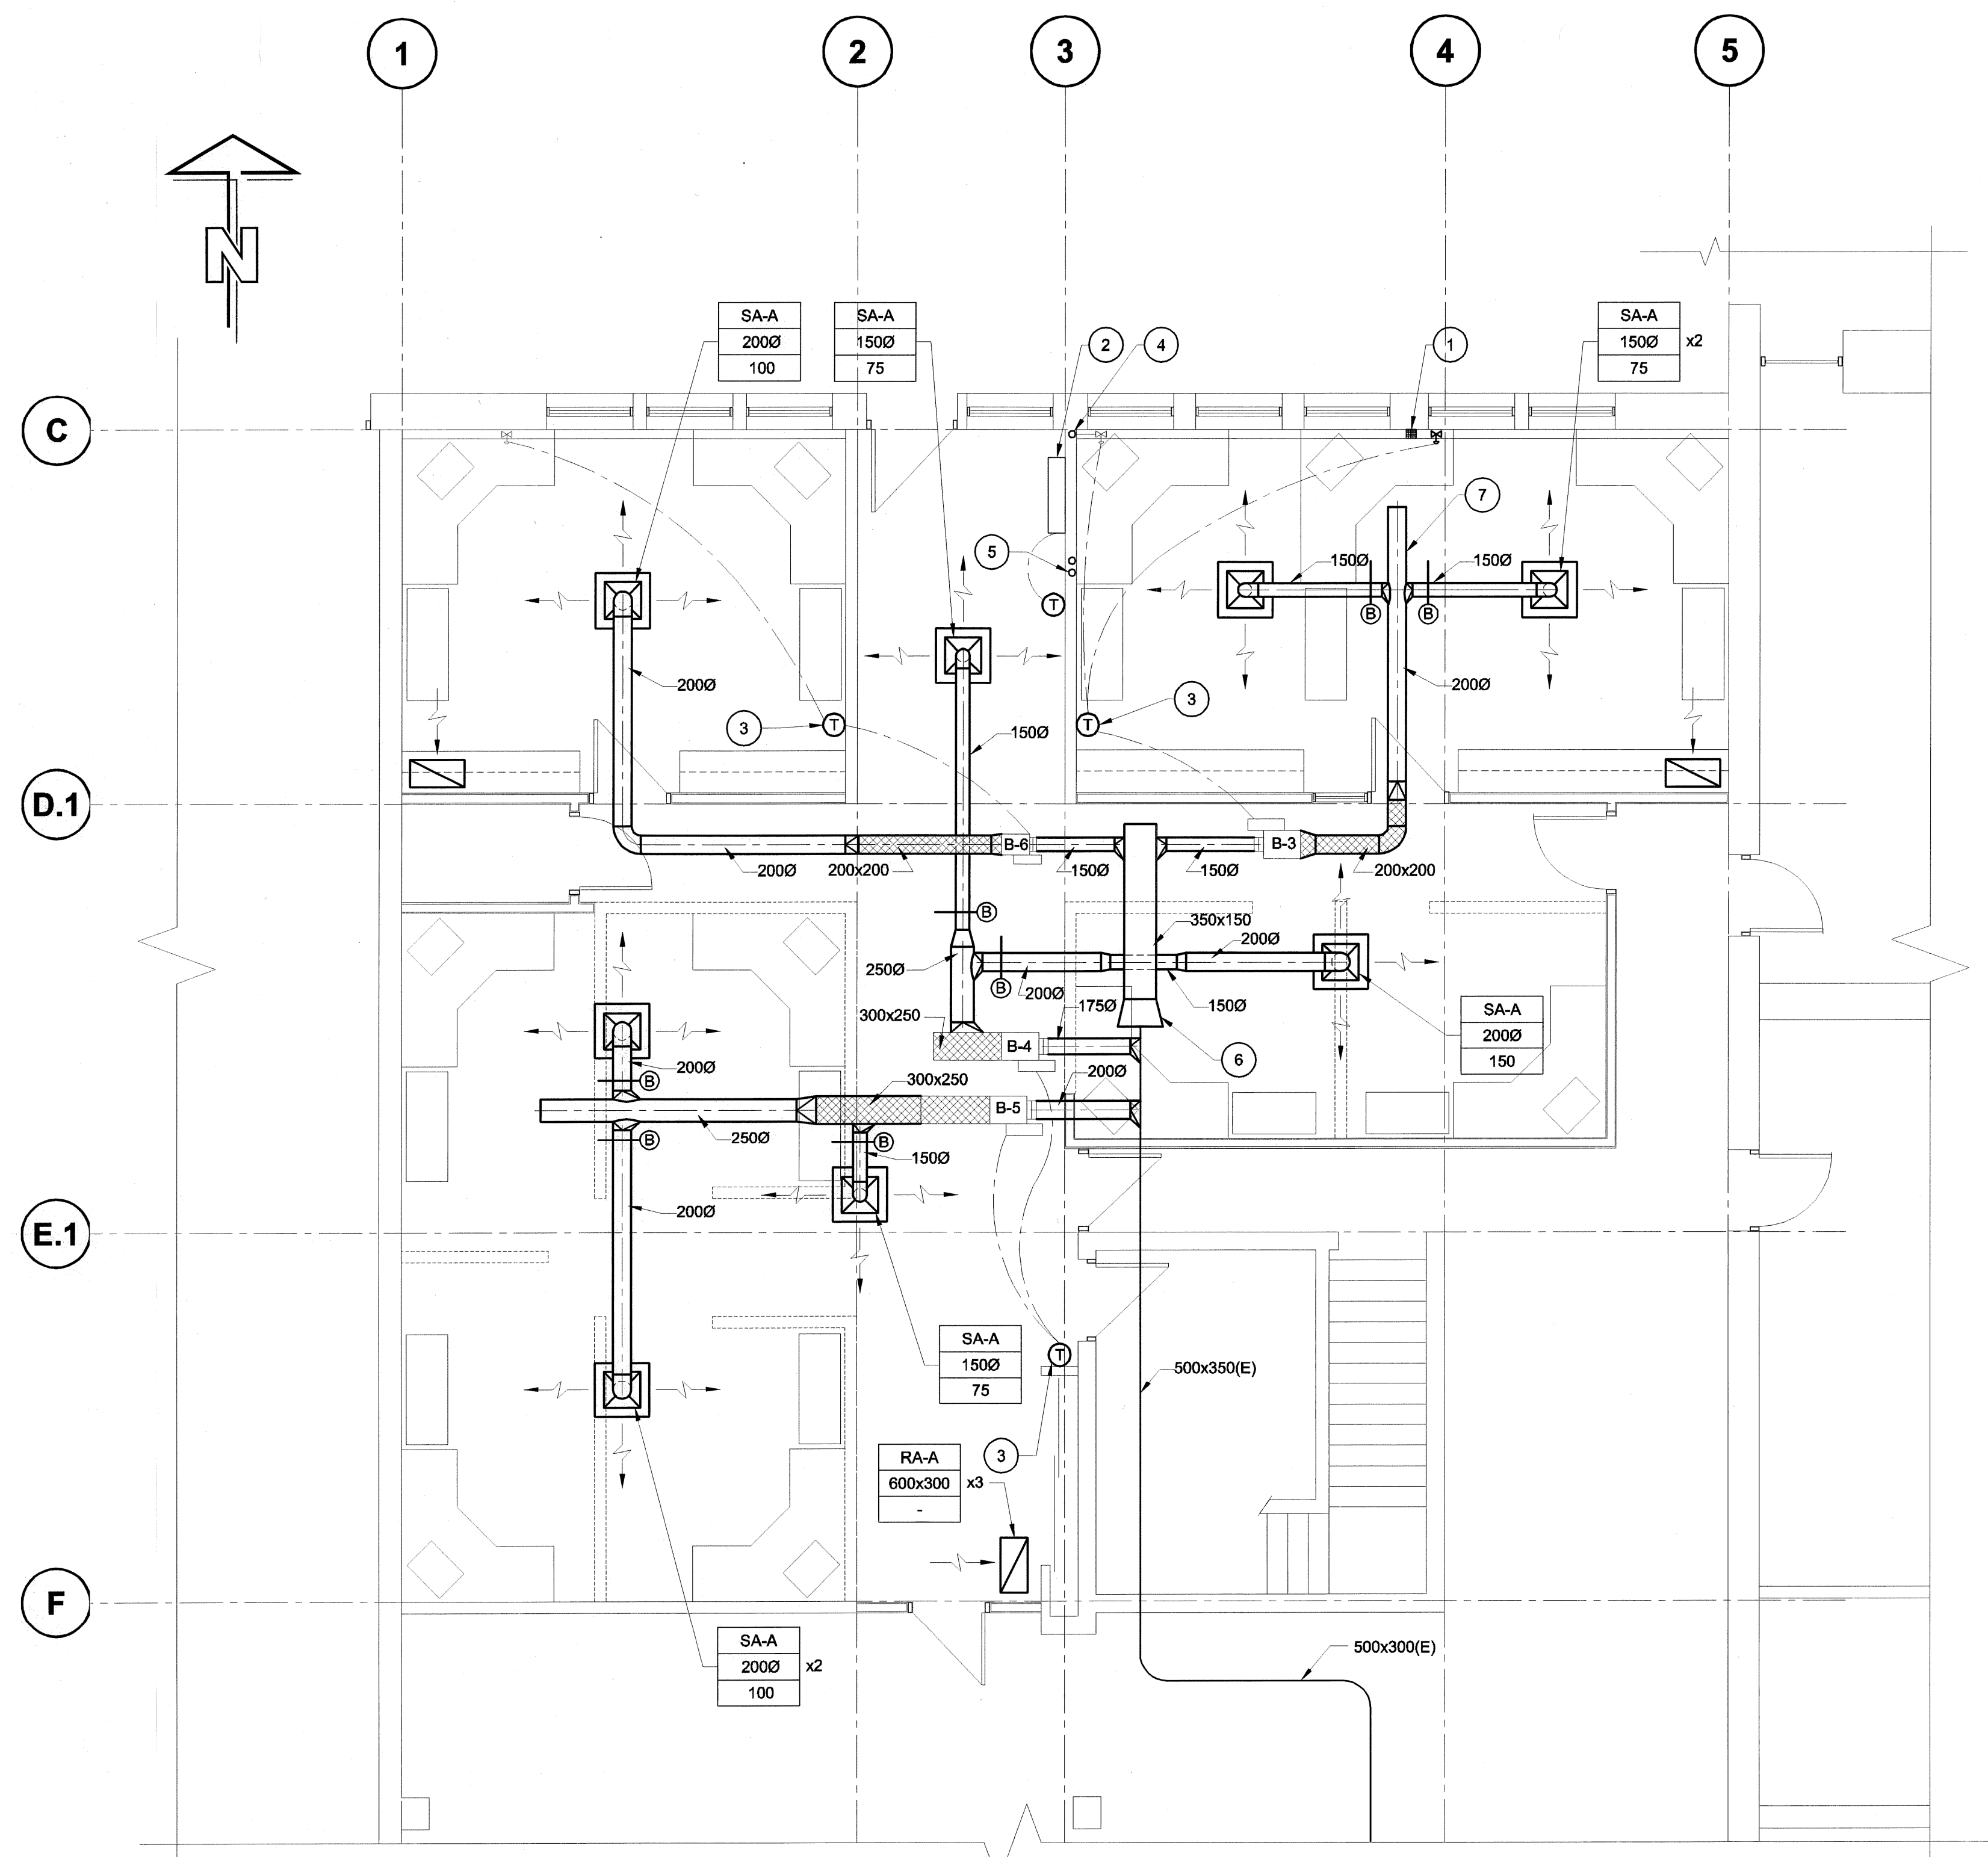 1
2
3
4
5
N
SA-A
200Ø
100
SA-A
150Ø
75
2
4
1
SA-A
150Ø x2
75
C
7
5
150Ø
150Ø
T
B
B
200Ø
200Ø
3
T
3
T
150Ø
D.1
B-6
B-3
200Ø
200x200
150Ø
150Ø
200x200
B
350x150
200Ø
250Ø
200Ø
B
150Ø
175Ø
300x250
SA-A
200Ø
150
B-4
6
200Ø
B
300x250
200Ø
B-5
250Ø
B
B
150Ø
200Ø
E.1
SA-A
150Ø
75
T
500x350(E)
RA-A
600x300 x3
-
3
F
SA-A
200Ø x2
100
500x300(E)